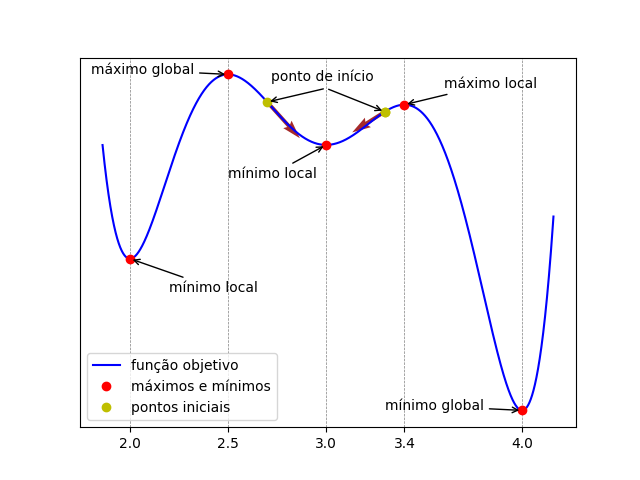 máximo global
ponto de início
máximo local
mínimo local
mínimo local
mínimo global
função objetivo
máximos e mínimos
pontos iniciais
2.0 2.5 3.0 3.4 4.0